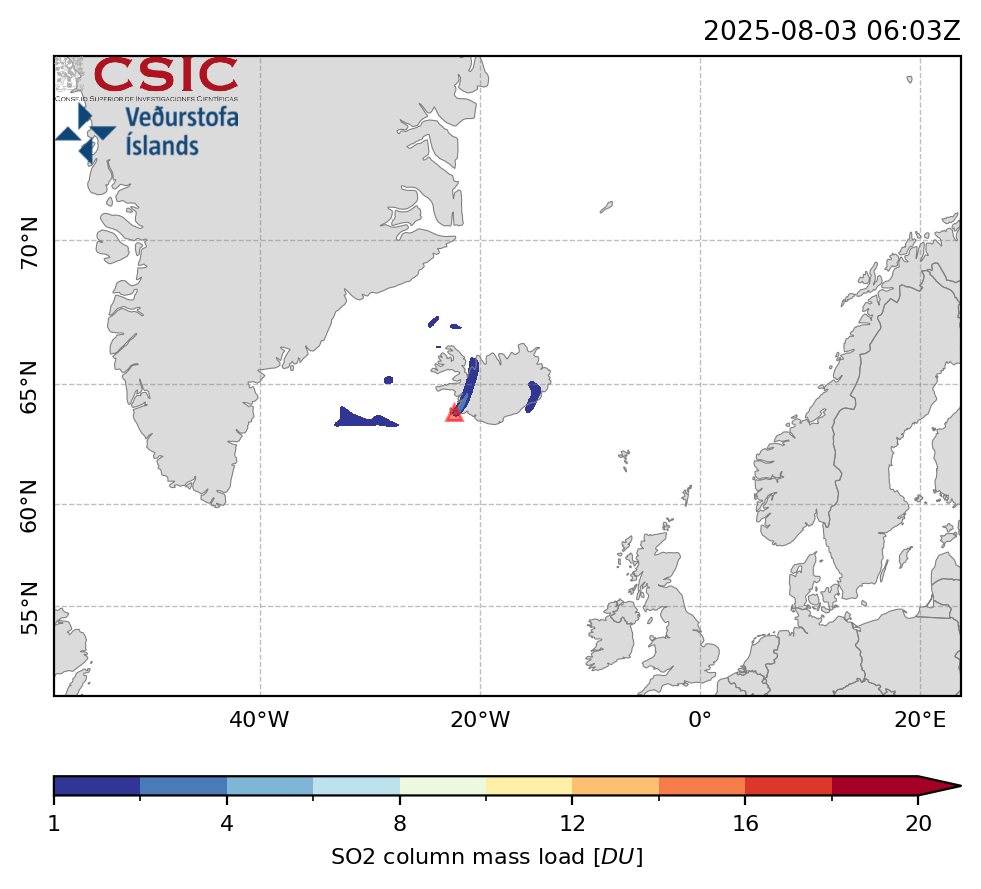 2025-08-03 06:03Z
CSIC
CONSEJO SUPERIOR DE INVESTIGACIONES CIENTÍFICAS
Veðurstofa
Íslands
70°N
65°N
60°N
55°N
40°W 20°W 0° 20°E
1 4 8 12 16 20
SO2 column mass load [DU]